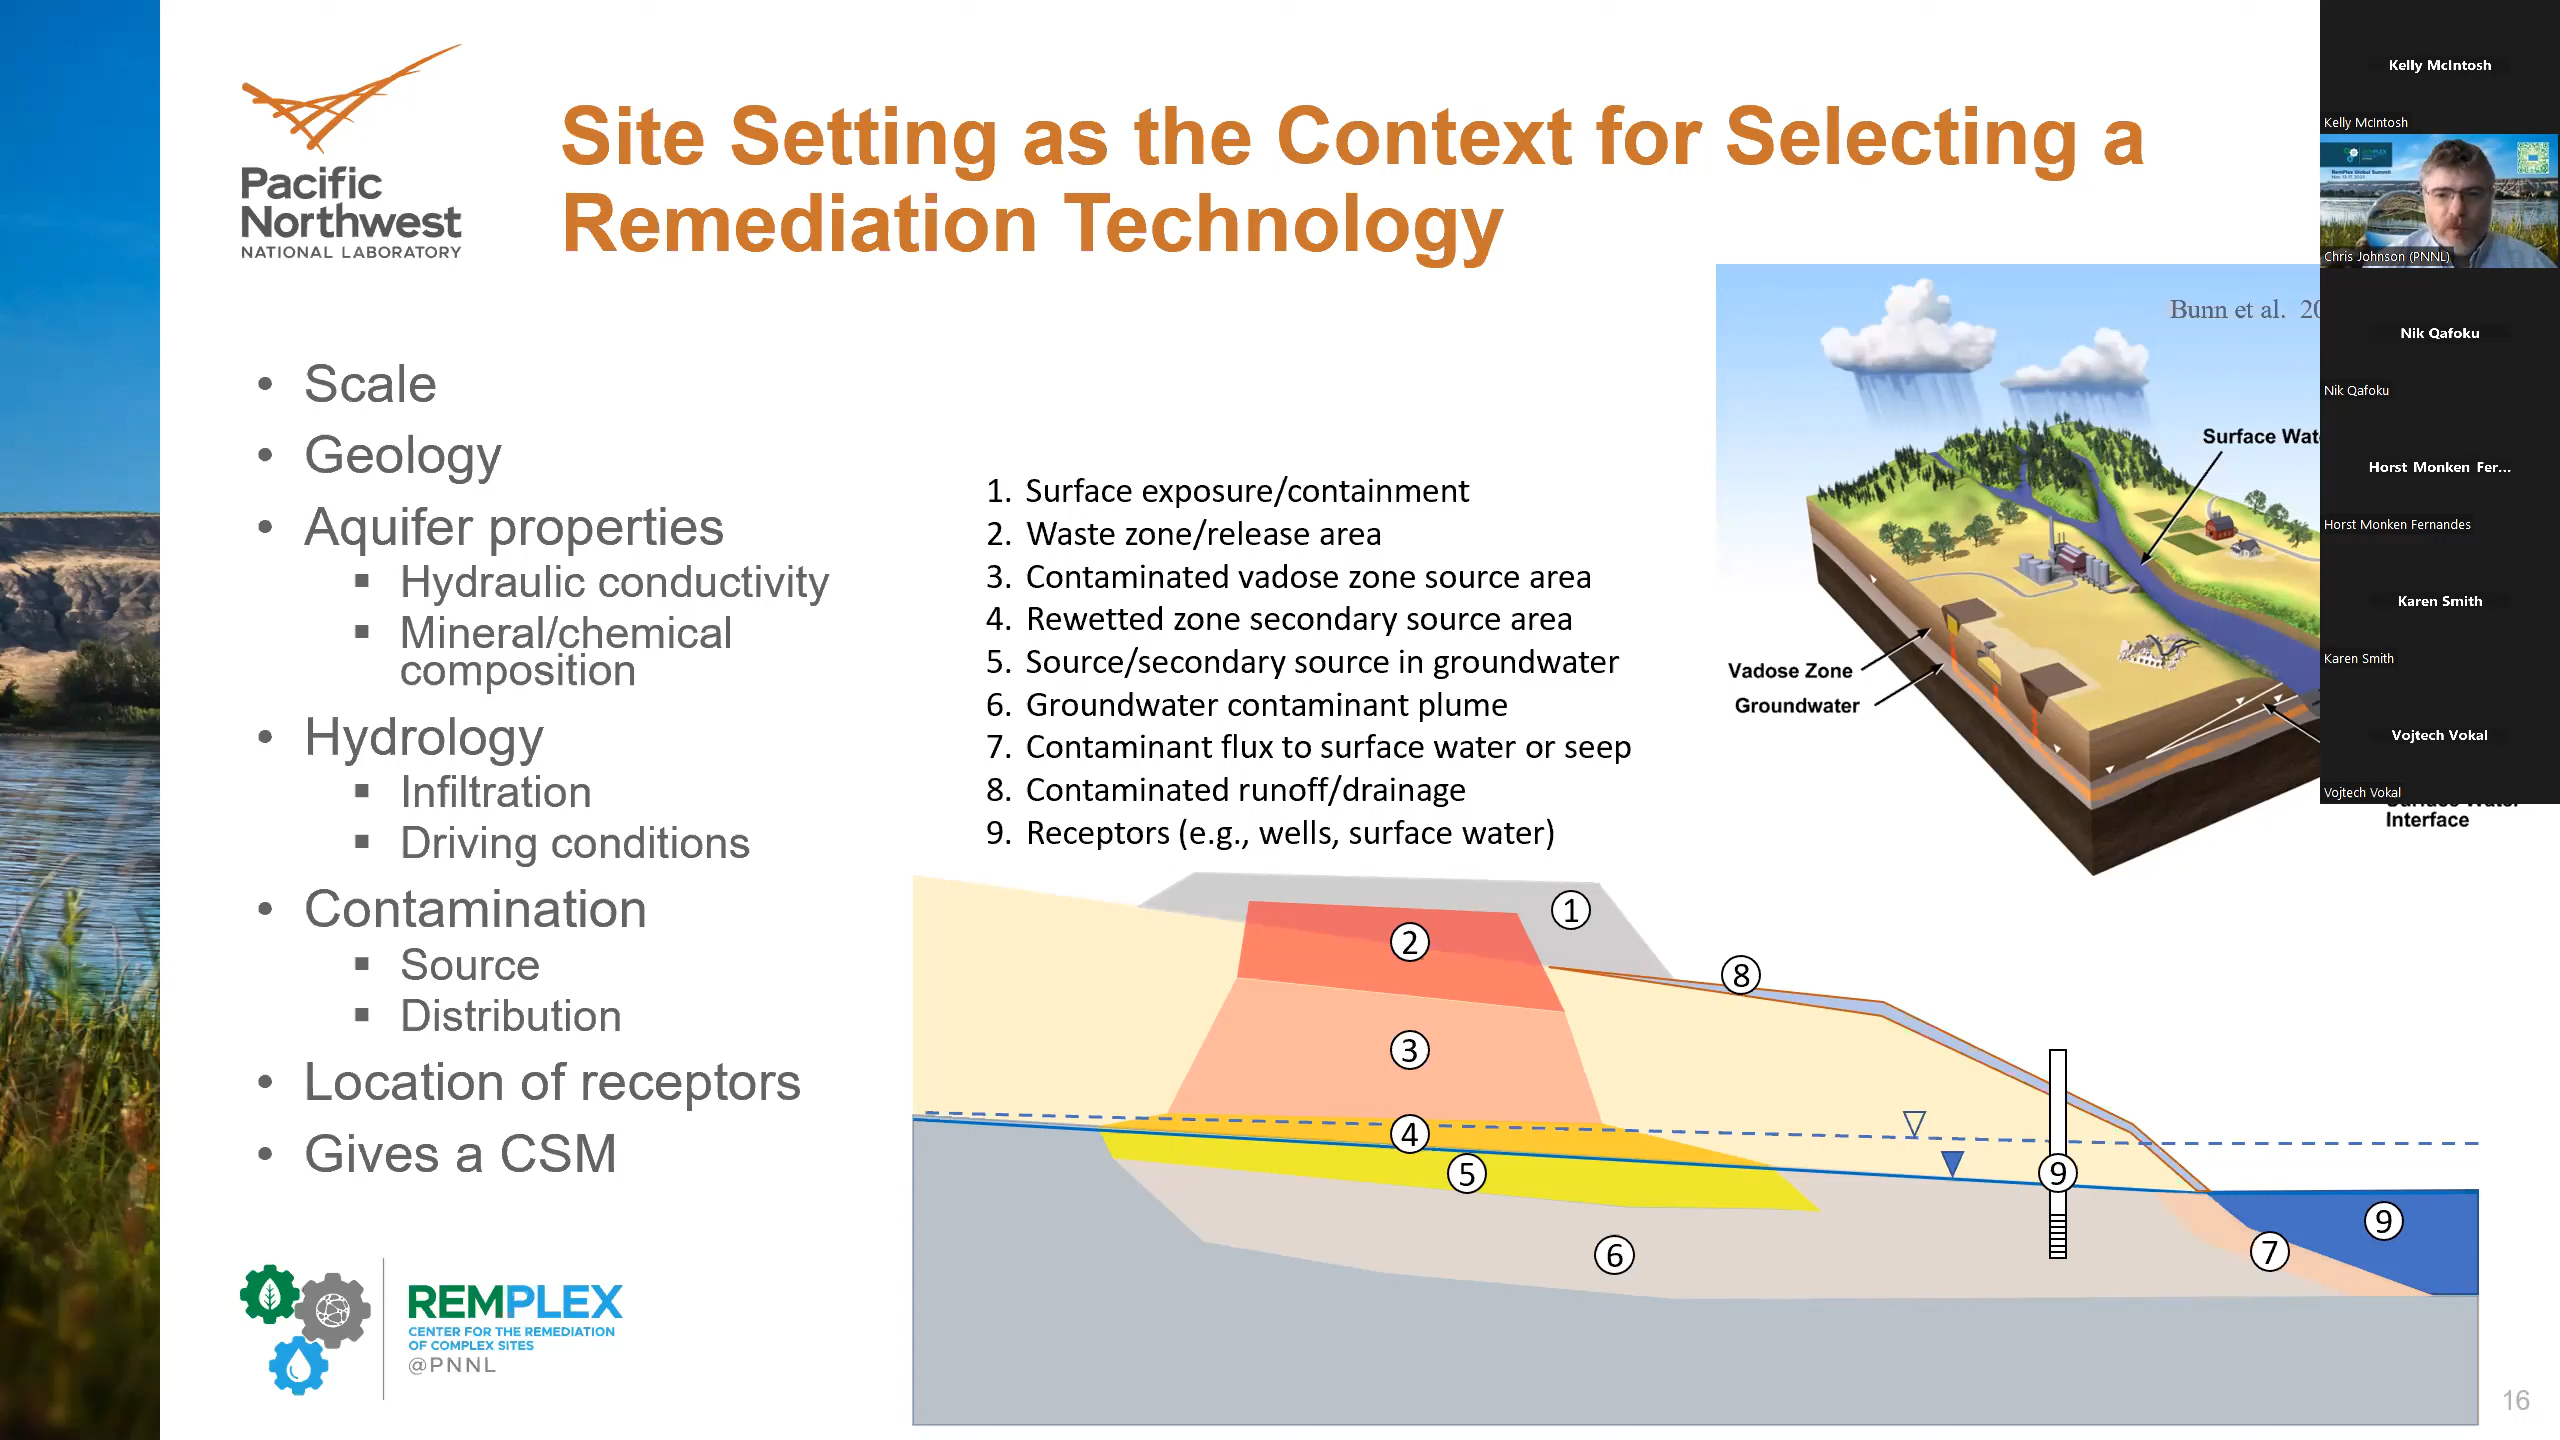 Pacific
Northwest
NATIONAL LABORATORY
Site Setting as the Context for Selecting a
Remediation Technology
• Scale
• Geology
• Aquifer properties
▪ Hydraulic conductivity
▪ Mineral/chemical
composition
• Hydrology
▪ Infiltration
▪ Driving conditions
• Contamination
▪ Source
▪ Distribution
• Location of receptors
• Gives a CSM
1. Surface exposure/containment
2. Waste zone/release area
3. Contaminated vadose zone source area
4. Rewetted zone secondary source area
5. Source/secondary source in groundwater
6. Groundwater contaminant plume
7. Contaminant flux to surface water or seep
8. Contaminated runoff/drainage
9. Receptors (e.g., wells, surface water)
Bunn et al. 20
Surface Wat
Vadose Zone
Groundwater
Interface
1
2
8
3
4
5
9
9
6
7
REMPLEX
CENTER FOR THE REMEDIATION
OF COMPLEX SITES
@PNNL
16
Kelly McIntosh
Kelly McIntosh
REMPLEX
RemPlex Global Summit
Chris Johnson (PNNL)
Nik Qafoku
Nik Qafoku
Horst Monken Fer...
Horst Monken Fernandes
Karen Smith
Karen Smith
Vojtech Vokal
Vojtech Vokal